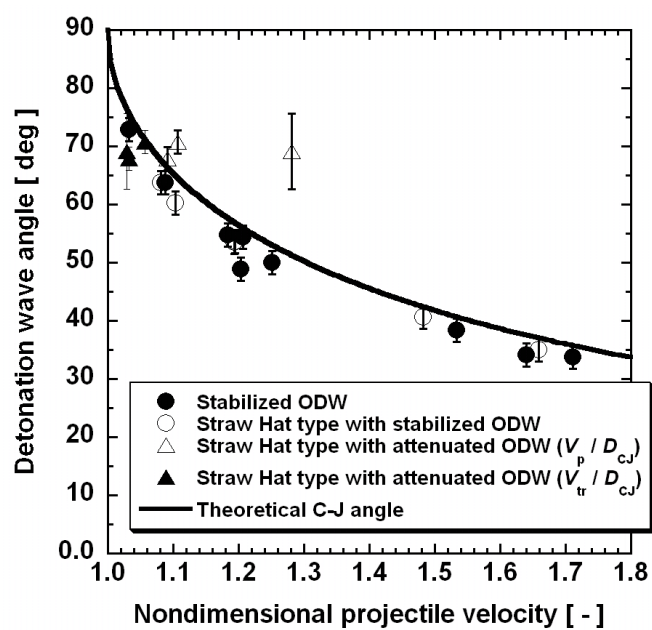 90
80
70
60
50
40
30
20
10
0.0
Detonation wave angle [ deg ]
Stabilized ODW
Straw Hat type with stabilized ODW
Straw Hat type with attenuated ODW (Vp / DCJ)
Straw Hat type with attenuated ODW (Vtr / DCJ)
Theoretical C-J angle
1.0 1.1 1.2 1.3 1.4 1.5 1.6 1.7 1.8
Nondimensional projectile velocity [ - ]